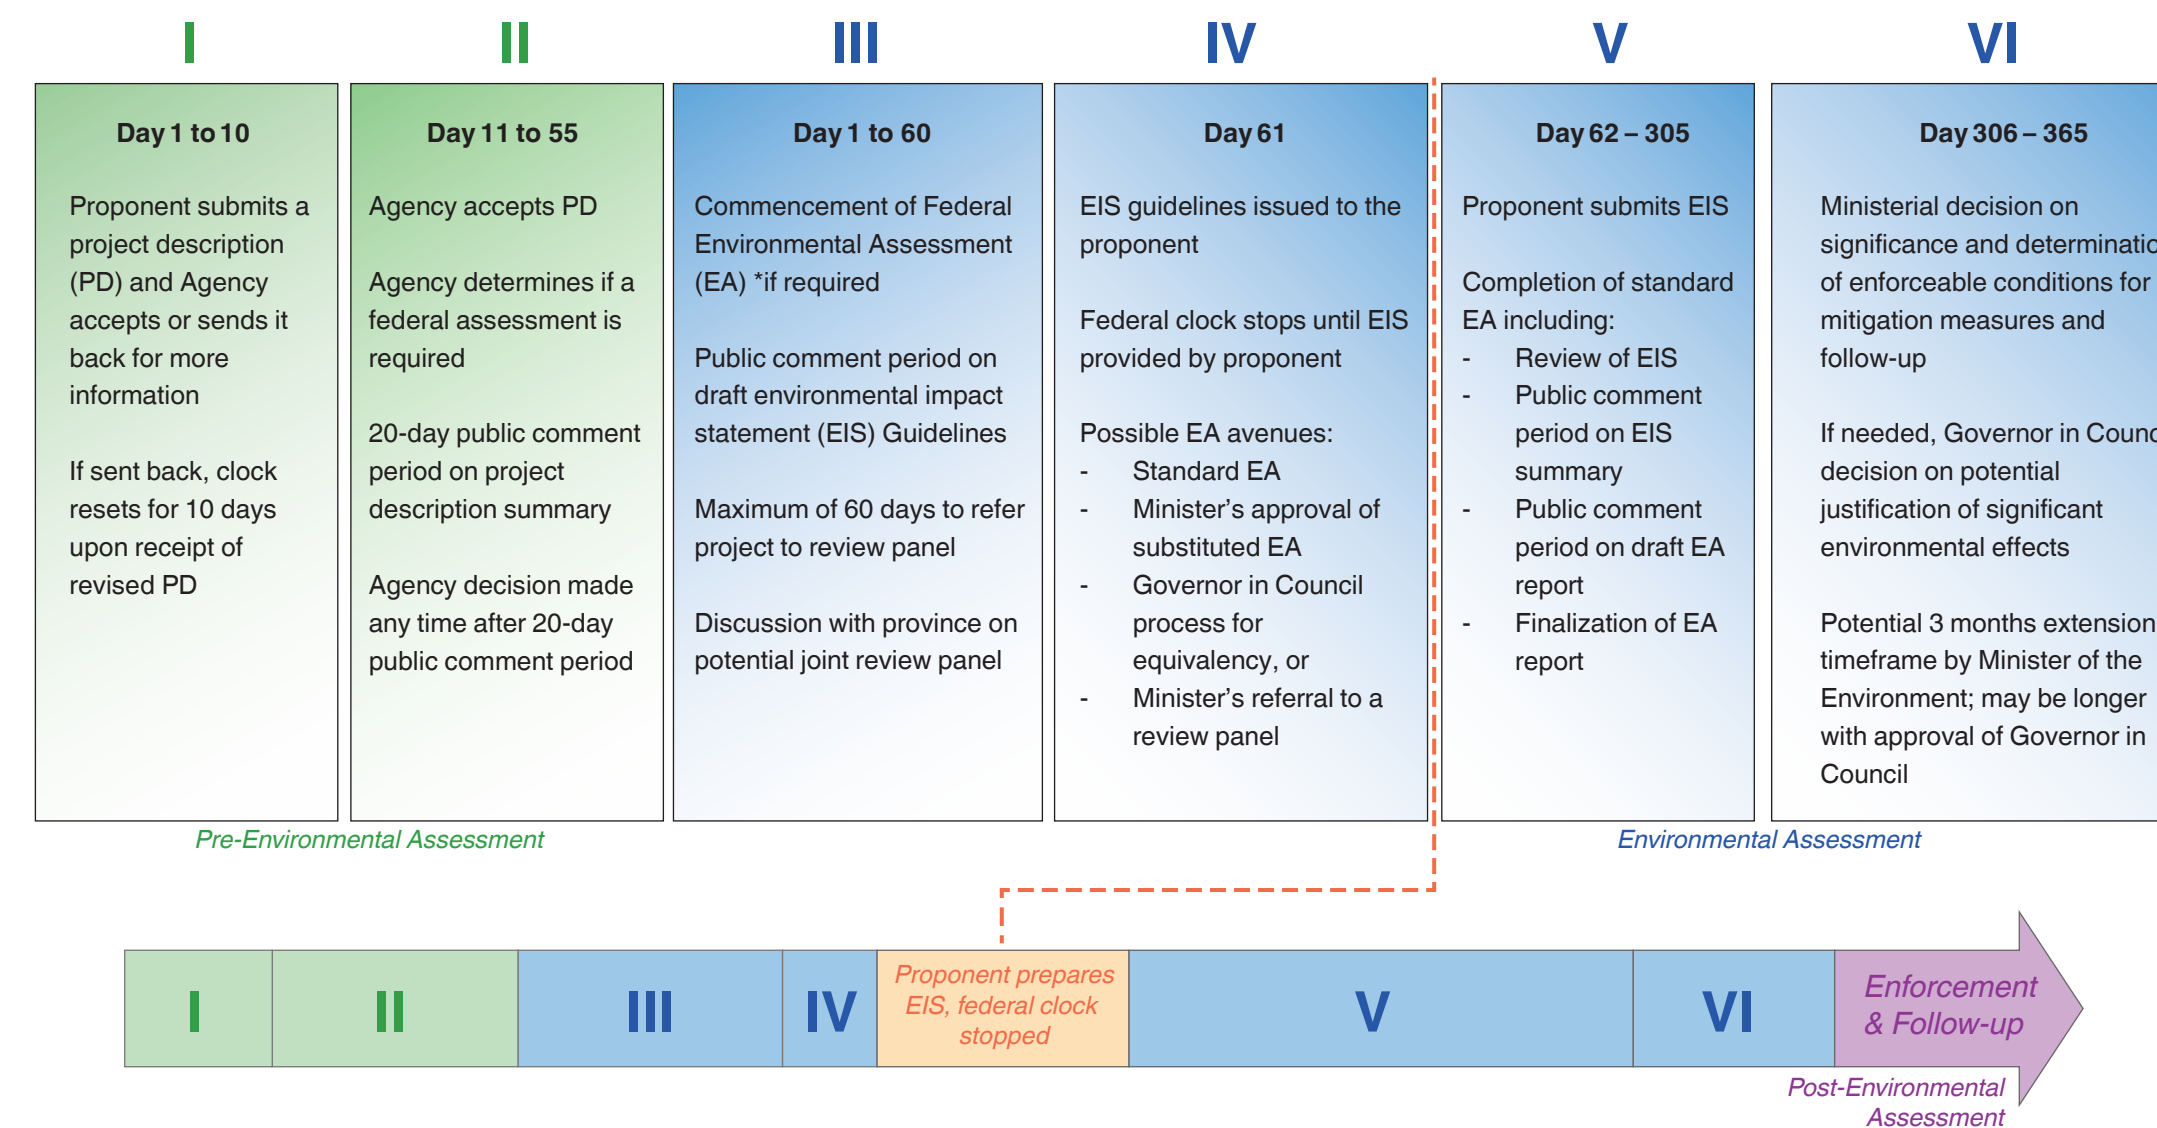 I
II
III
IV
V
VI
Day 1 to 10
Proponent submits a
project description
(PD) and Agency
accepts or sends it
back for more
information
If sent back, clock
resets for 10 days
upon receipt of
revised PD
Day 11 to 55
Agency accepts PD
Agency determines if a
federal assessment is
required
20-day public comment
period on project
description summary
Agency decision made
any time after 20-day
public comment period
Day 1 to 60
Commencement of Federal
Environmental Assessment
(EA) *if required
Public comment period on
draft environmental impact
statement (EIS) Guidelines
Maximum of 60 days to refer
project to review panel
Discussion with province on
potential joint review panel
Day 61
EIS guidelines issued to the
proponent
Federal clock stops until EIS
provided by proponent
Possible EA avenues:
- Standard EA
- Minister’s approval of
substituted EA
- Governor in Council
process for
equivalency, or
- Minister’s referral to a
review panel
Day 62 – 305
Proponent submits EIS
Completion of standard
EA including:
- Review of EIS
- Public comment
period on EIS
summary
- Public comment
period on draft EA
report
- Finalization of EA
report
Day 306 – 365
Ministerial decision on
significance and
of enforceable conditions for
mitigation measures and
follow-up
If needed, Governor in
decision on potential
justification of significant
environmental effects
Potential 3 months extension
timeframe by Minister of the
Environment; may be longer
with approval of Governor in
Council
Pre-Environmental Assessment
Environmental Assessment
I
II
III
IV
Proponent prepares
EIS, federal clock
stopped
V
VI
Enforcement
& Follow-up
Post-Environmental
Assessment